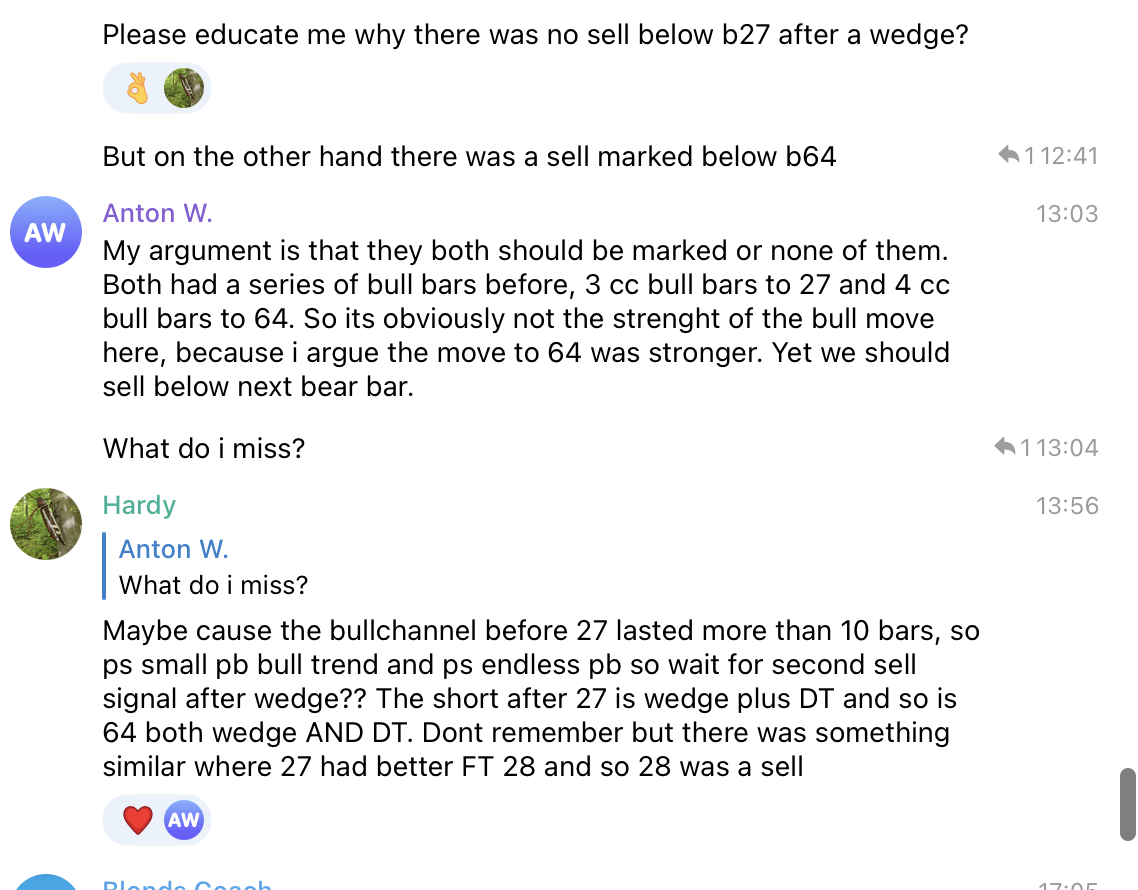 Please educate me why there was no sell below b27 after a wedge?
But on the other hand there was a sell marked below b64
1 12:41
AW
Anton W.
13:03
My argument is that they both should be marked or none of them.
Both had a series of bull bars before, 3 cc bull bars to 27 and 4 cc
bull bars to 64. So its obviously not the strenght of the bull move
here, because i argue the move to 64 was stronger. Yet we should
sell below next bear bar.
What do i miss?
1 13:04
Hardy
13:56
Anton W.
What do i miss?
Maybe cause the bullchannel before 27 lasted more than 10 bars, so
ps small pb bull trend and ps endless pb so wait for second sell
signal after wedge?? The short after 27 is wedge plus DT and so is
64 both wedge AND DT. Dont remember but there was something
similar where 27 had better FT 28 and so 28 was a sell
AW